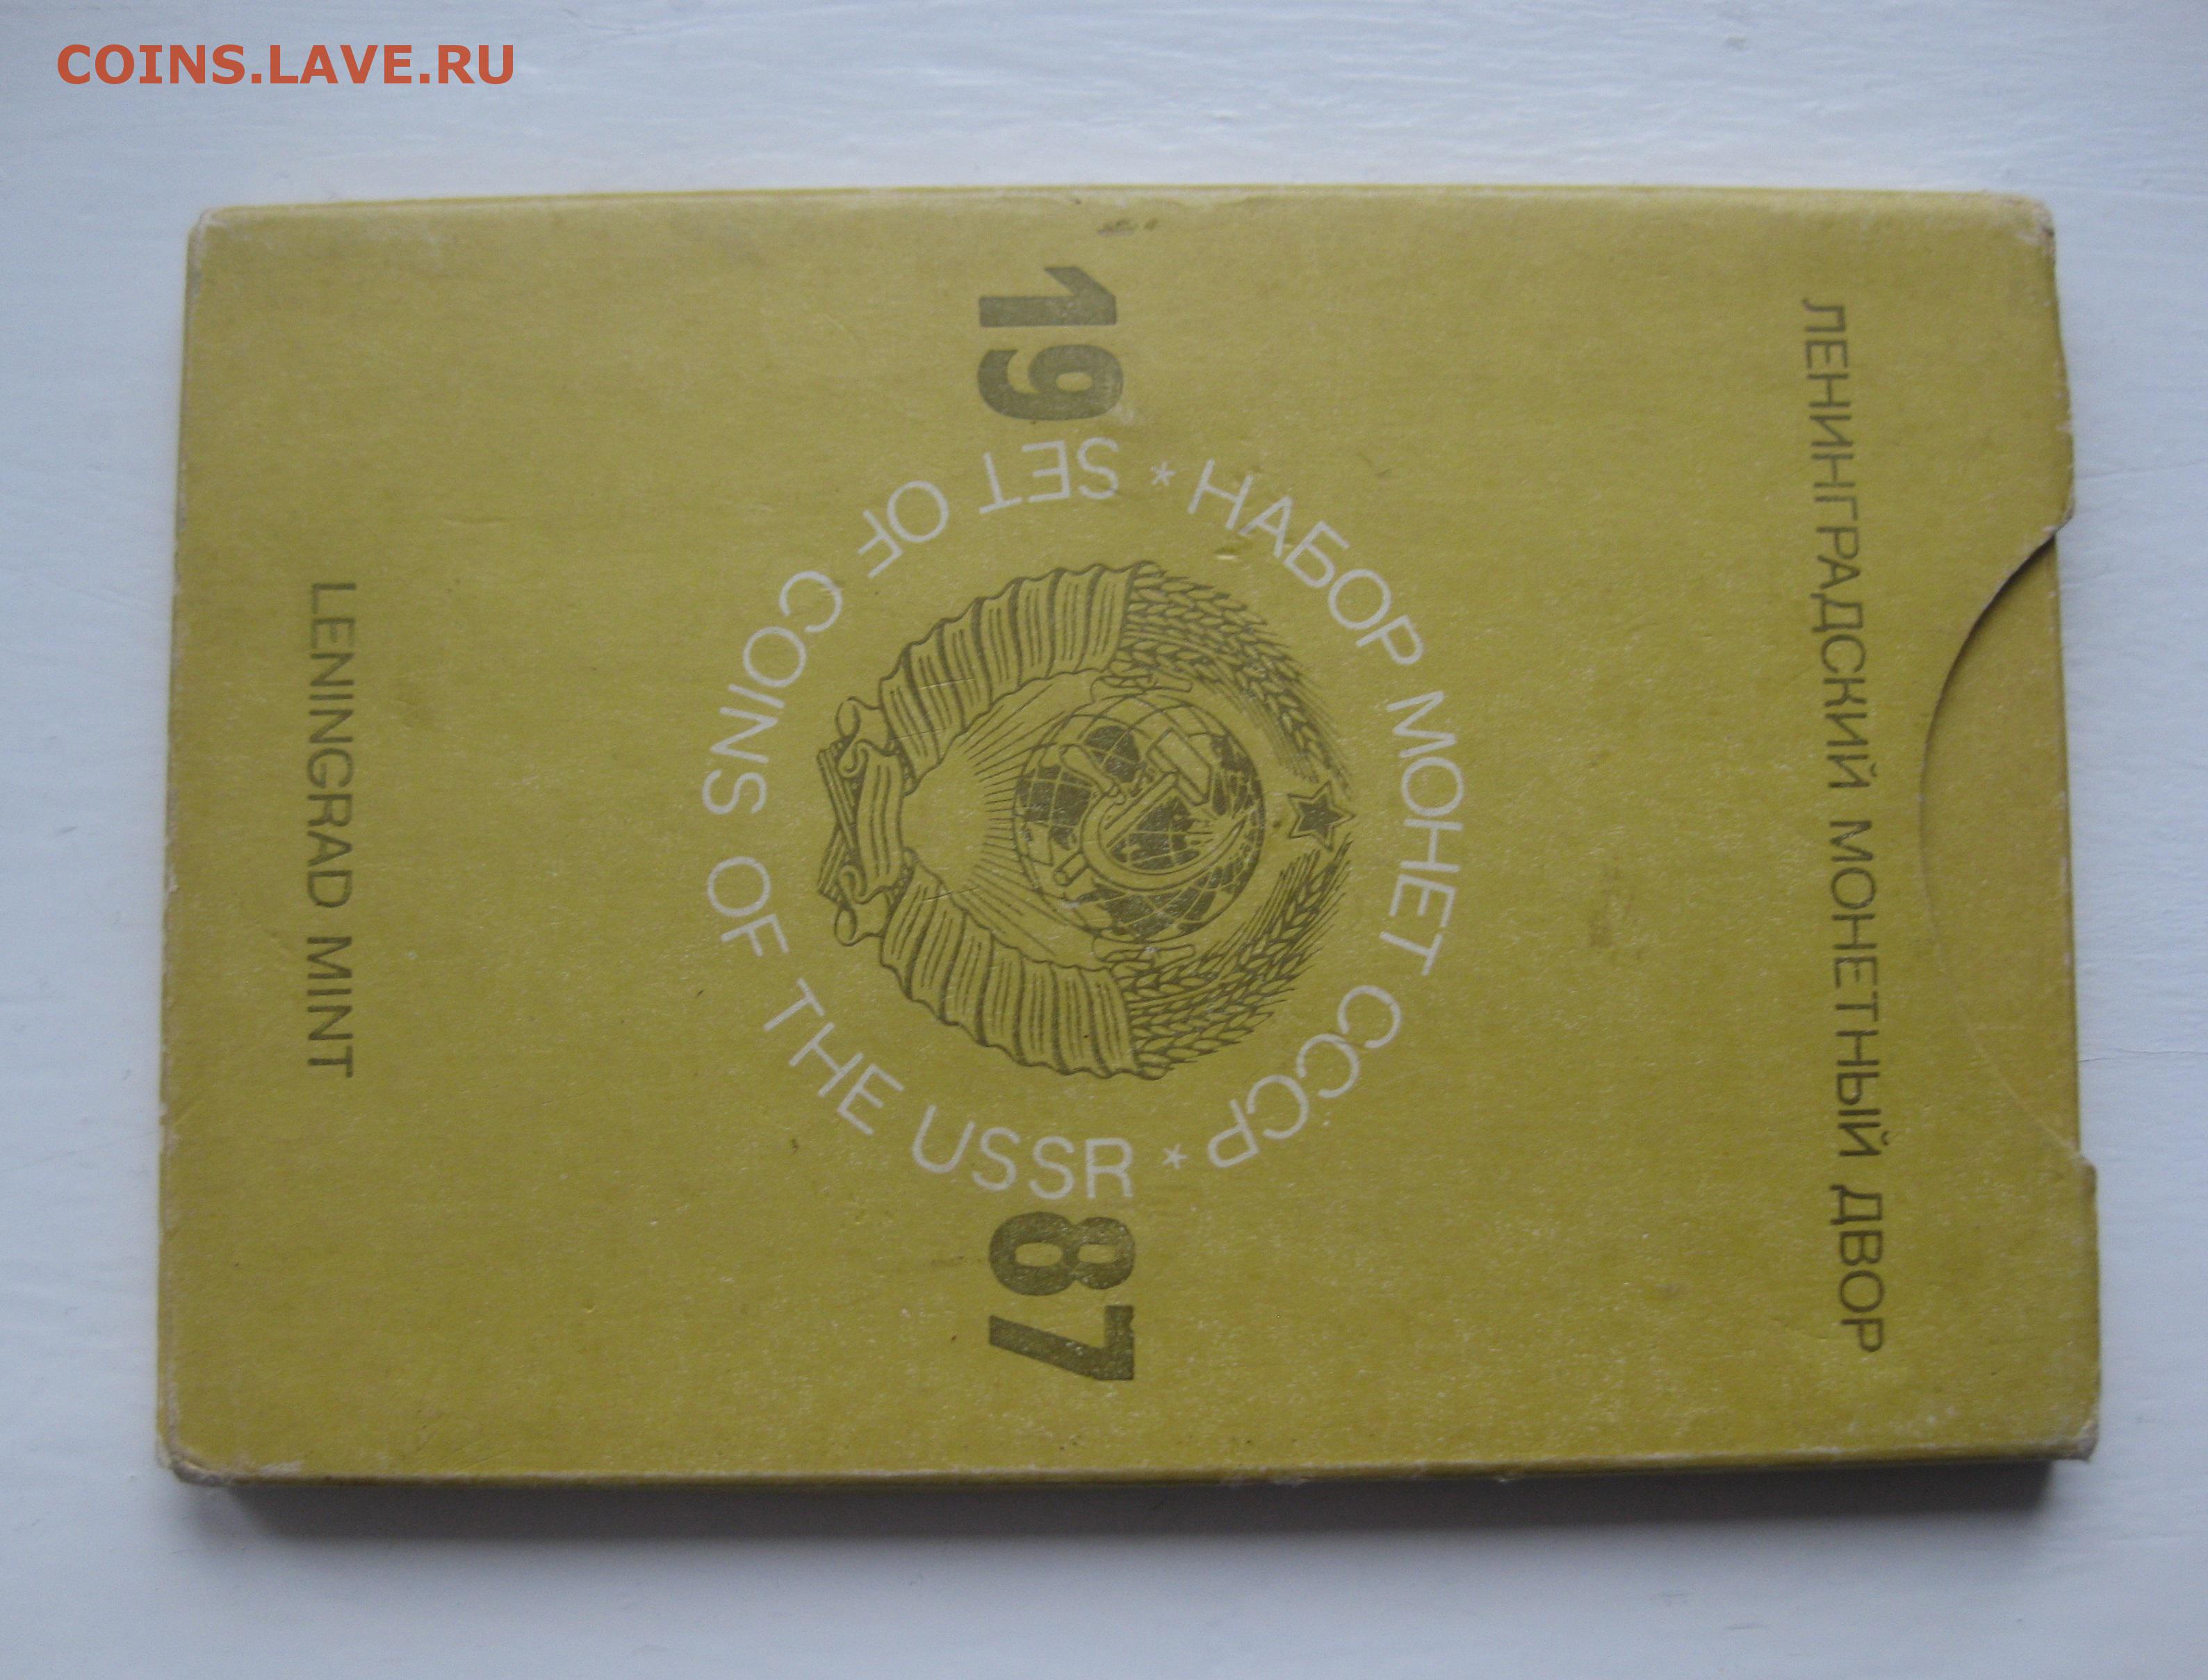 COINS.LAVE.RU
ЛЕНИНГРАДСКИЙ МОНЕТНЫЙ ДВОР
* НАБОР МОНЕТ СССР *
19 87
SET OF COINS OF THE USSR
LENINGRAD MINT